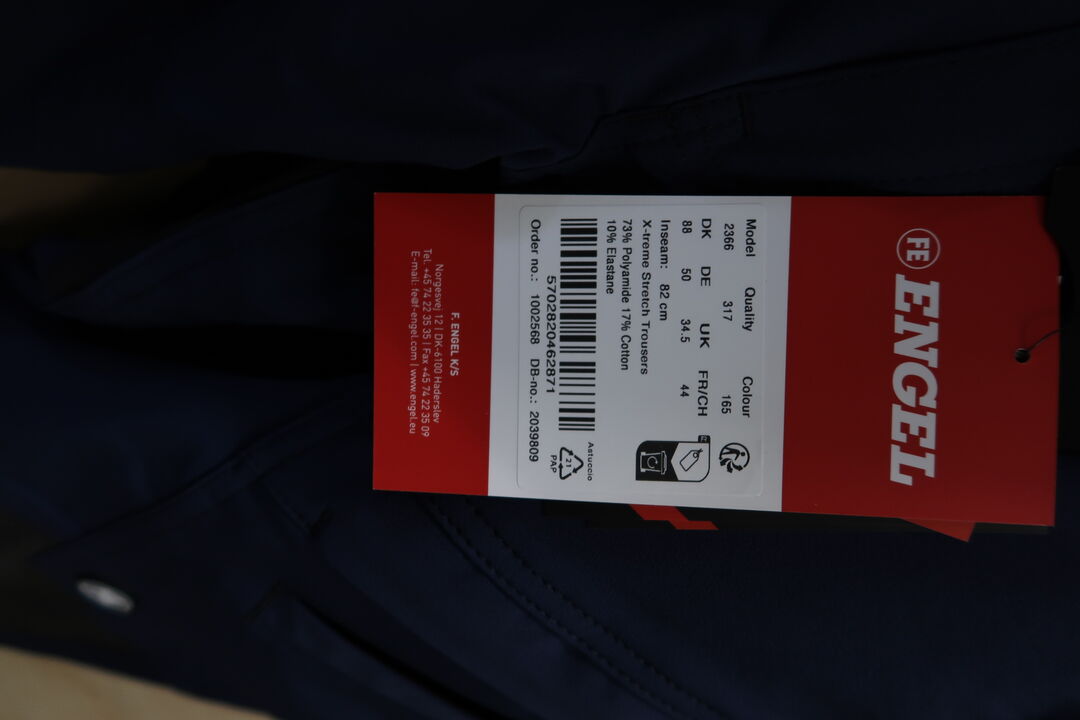 FE ENGEL
Model Quality Colour
2366 317 165
DK DE UK FR/CH
88 50 34.5 44
Inseam: 82 cm
X-treme Stretch Trousers
73% Polyamide 17% Cotton
10% Elastane
5702820462871
Order no.: 1002568 DB-no.: 2039809
Astuccio
21
PAP
F. ENGEL K/S
Norgesvej 12 | DK-6100 Haderslev
Tel. +45 74 22 35 35 | Fax +45 74 22 35 09
E-mail: fe@f-engel.com | www.engel.eu